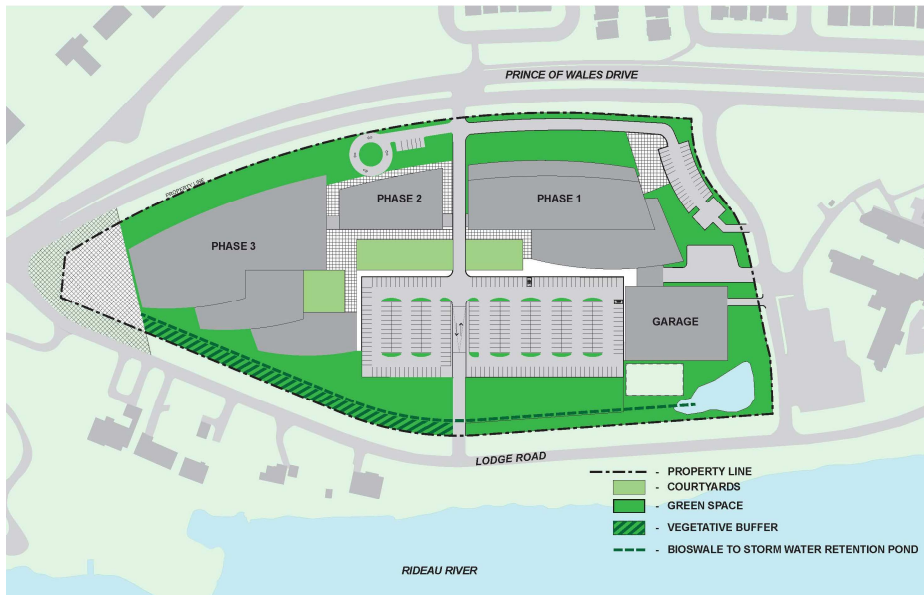 PRINCE OF WALES DRIVE
PROPERTY LINE
PHASE 2
PHASE 1
PHASE 3
GARAGE
LODGE ROAD
- PROPERTY LINE
- COURTYARDS
- GREEN SPACE
- VEGETATIVE BUFFER
- BIOSWALE TO STORM WATER RETENTION POND
RIDEAU RIVER